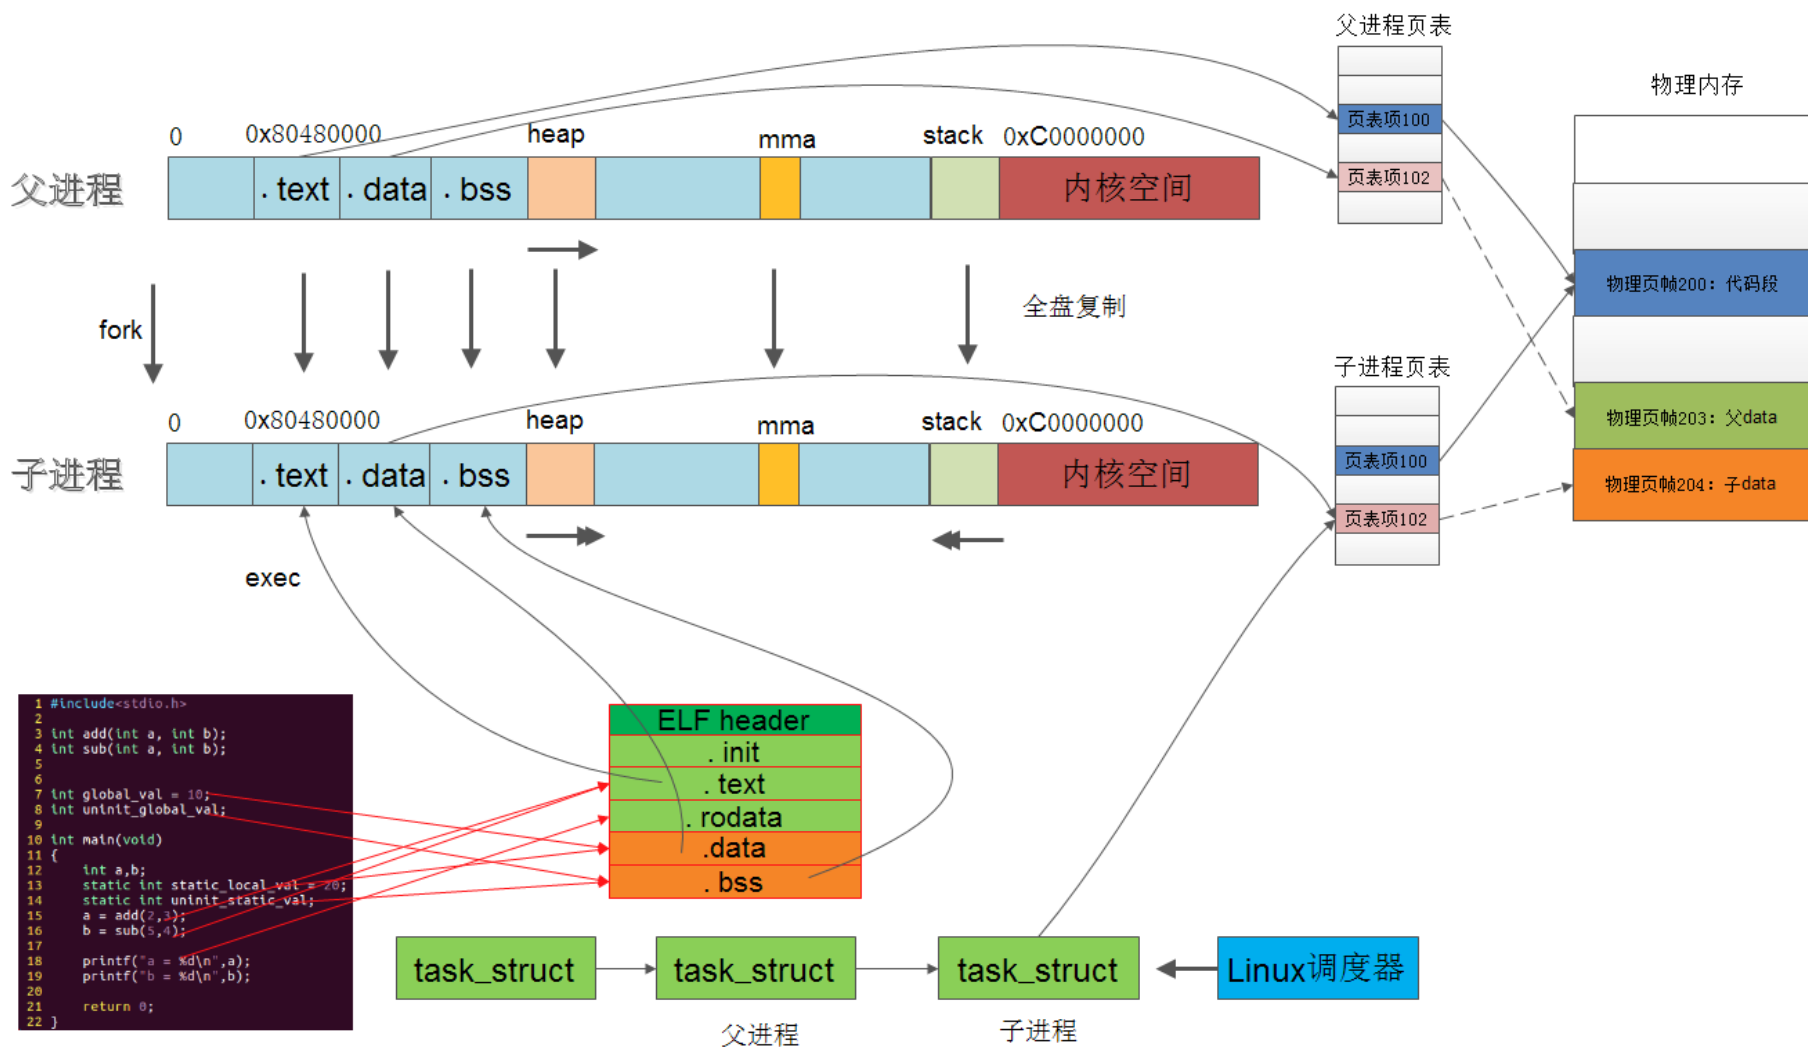 父进程页表
物理内存
页表项100
页表项102
0
0x80480000
heap
mma
stack
0xC0000000
父进程
. text
. data
. bss
内核空间
物理页帧200: 代码段
fork
全盘复制
子进程页表
页表项100
页表项102
物理页帧203: 父data
物理页帧204: 子data
0
0x80480000
heap
mma
stack
0xC0000000
子进程
. text
. data
. bss
内核空间
exec
1 #include<stdio.h>
2
3 int add(int a, int b);
4 int sub(int a, int b);
5
6
7 int global_val = 10;
8 int uninit_global_val;
9
10 int main(void)
11 {
12     int a,b;
13     static int static_local_val = 20;
14     static int uninit_static_val;
15     a = add(2,3);
16     b = sub(5,4);
17
18     printf("a = %d\n",a);
19     printf("b = %d\n",b);
20
21     return 0;
22 }
ELF header
. init
. text
. rodata
.data
. bss
task_struct
task_struct
task_struct
Linux调度器
父进程
子进程